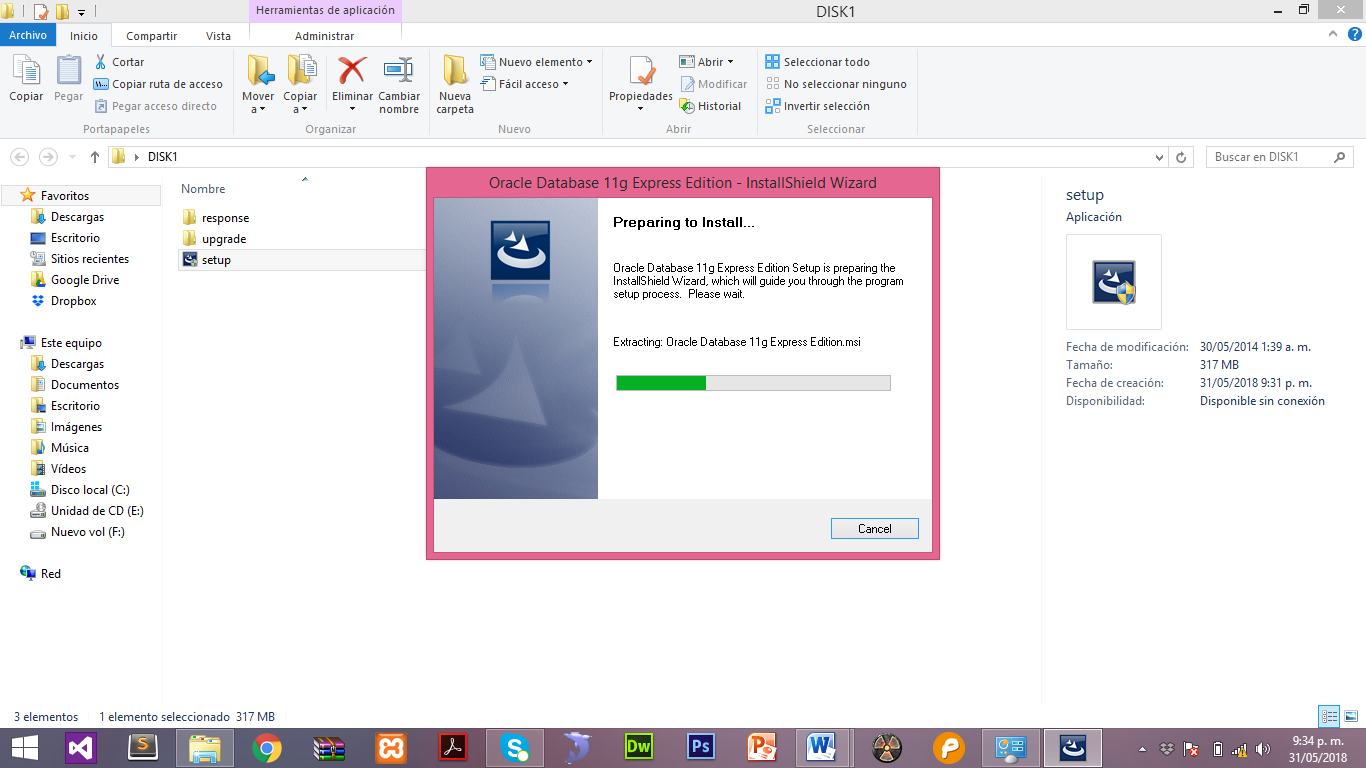 Herramientas de aplicación
DISK1
Archivo
Inicio
Compartir
Vista
Administrar
Copiar
Pegar
Cortar
Copiar ruta de acceso
Pegar acceso directo
Portapapeles
Mover a
Copiar a
Eliminar
Cambiar nombre
Organizar
Nueva carpeta
Nuevo elemento
Fácil acceso
Nuevo
Propiedades
Abrir
Modificar
Historial
Abrir
Seleccionar todo
No seleccionar ninguno
Invertir selección
Seleccionar
DISK1
Buscar en DISK1
Favoritos
Descargas
Escritorio
Sitios recientes
Google Drive
Dropbox
Este equipo
Descargas
Documentos
Escritorio
Imágenes
Música
Vídeos
Disco local (C:)
Unidad de CD (E:)
Nuevo vol (F:)
Red
Nombre
response
upgrade
setup
Oracle Database 11g Express Edition - InstallShield Wizard
Preparing to Install...
Oracle Database 11g Express Edition Setup is preparing the
InstallShield Wizard, which will guide you through the program
setup process. Please wait.
Extracting: Oracle Database 11g Express Edition.msi
Cancel
setup
Aplicación
Fecha de modificación: 30/05/2014 1:39 a. m.
Tamaño: 317 MB
Fecha de creación: 31/05/2018 9:31 p. m.
Disponibilidad: Disponible sin conexión
3 elementos
1 elemento seleccionado 317 MB
Dw
Ps
9:34 p. m.
31/05/2018